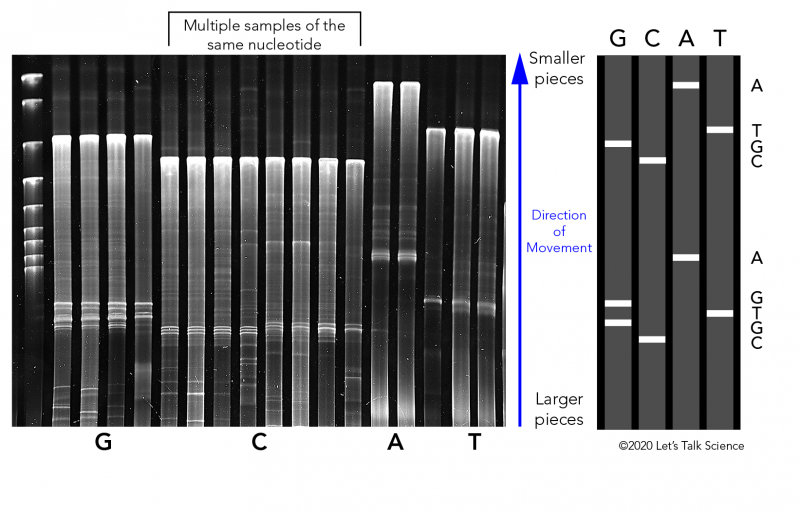 Multiple samples of the
same nucleotide
G
C
A
T
Smaller
pieces
Direction
of
Movement
Larger
pieces
G C A T
A
T
G
C
A
G
T
G
C
©2020 Let's Talk Science